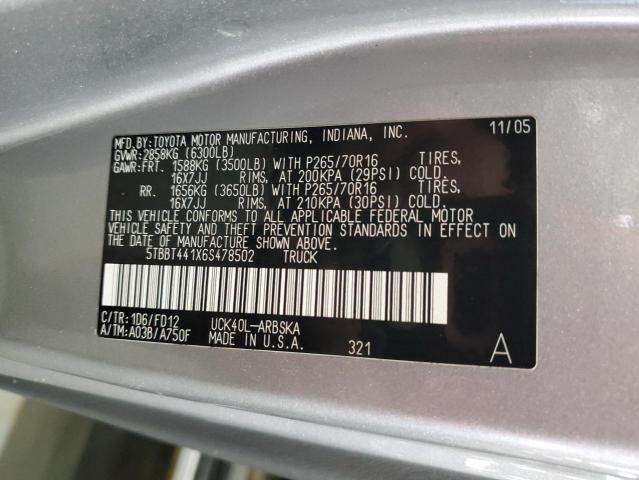 MFD.BY:TOYOTA MOTOR MANUFACTURING, INDIANA, INC. 11/05
GVWR:2858KG (6300LB)
GAWR:FRT. 1588KG (3500LB) WITH P265/70R16 TIRES,
16X7JJ RIMS, AT 200KPA (29PSI) COLD.
RR. 1656KG (3650LB) WITH P265/70R16 TIRES,
16X7JJ RIMS, AT 210KPA (30PSI) COLD.
THIS VEHICLE CONFORMS TO ALL APPLICABLE FEDERAL MOTOR
VEHICLE SAFETY AND THEFT PREVENTION STANDARDS IN EFFECT ON
THE DATE OF MANUFACTURE SHOWN ABOVE.
5TBBT441X6S478502 TRUCK
C/TR:1D6/FD12 UCK40L-ARBSKA
A/TM:A03B/A750F MADE IN U.S.A. 321 A